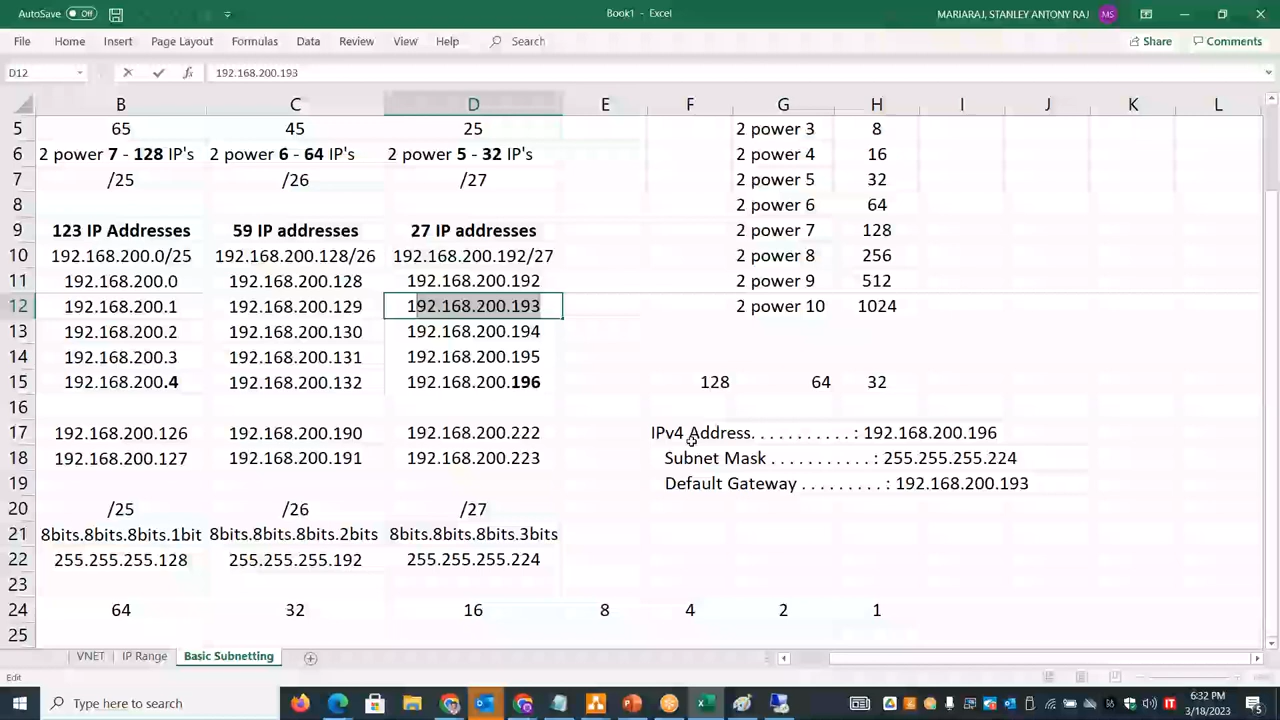 AutoSave Off
Book1 - Excel
MARIARAJ, STANLEY ANTONY RAJ MS
File Home Insert Page Layout Formulas Data Review View Help Search Share Comments
D12 fx 192.168.200.193
B C D E F G H I J K L
5 65 45 25 2 power 3 8
6 2 power 7 - 128 IP's 2 power 6 - 64 IP's 2 power 5 - 32 IP's 2 power 4 16
7 /25 /26 /27 2 power 5 32
8 2 power 6 64
9 123 IP Addresses 59 IP addresses 27 IP addresses 2 power 7 128
10 192.168.200.0/25 192.168.200.128/26 192.168.200.192/27 2 power 8 256
11 192.168.200.0 192.168.200.128 192.168.200.192 2 power 9 512
12 192.168.200.1 192.168.200.129 192.168.200.193 2 power 10 1024
13 192.168.200.2 192.168.200.130 192.168.200.194
14 192.168.200.3 192.168.200.131 192.168.200.195
15 192.168.200.4 192.168.200.132 192.168.200.196 128 64 32
16
17 192.168.200.126 192.168.200.190 192.168.200.222 IPv4 Address. . . . . . . . . . . : 192.168.200.196
18 192.168.200.127 192.168.200.191 192.168.200.223 Subnet Mask . . . . . . . . . . . : 255.255.255.224
19 Default Gateway . . . . . . . . . : 192.168.200.193
20 /25 /26 /27
21 8bits.8bits.8bits.1bit 8bits.8bits.8bits.2bits 8bits.8bits.8bits.3bits
22 255.255.255.128 255.255.255.192 255.255.255.224
23
24 64 32 16 8 4 2 1
25
VNET IP Range Basic Subnetting
Edit
Type here to search
6:32 PM
3/18/2023